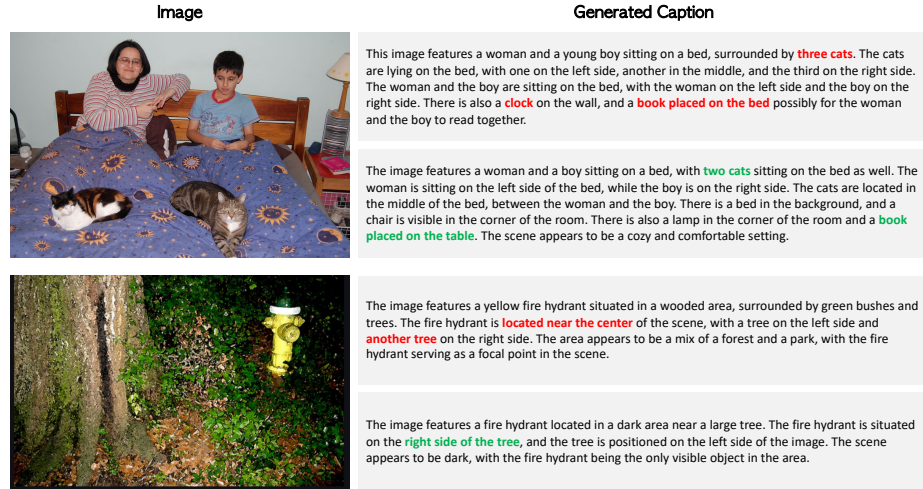 Image
Generated Caption
This image features a woman and a young boy sitting on a bed, surrounded by three cats. The cats
are lying on the bed, with one on the left side, another in the middle, and the third on the right side.
The woman and the boy are sitting on the bed, with the woman on the left side and the boy on the
right side. There is also a clock on the wall, and a book placed on the bed possibly for the woman
and the boy to read together.
The image features a woman and a boy sitting on a bed, with two cats sitting on the bed as well. The
woman is sitting on the left side of the bed, while the boy is on the right side. The cats are located in
the middle of the bed, between the woman and the boy. There is a bed in the background, and a
chair is visible in the corner of the room. There is also a lamp in the corner of the room and a book
placed on the table. The scene appears to be a cozy and comfortable setting.
The image features a yellow fire hydrant situated in a wooded area, surrounded by green bushes and
trees. The fire hydrant is located near the center of the scene, with a tree on the left side and
another tree on the right side. The area appears to be a mix of a forest and a park, with the fire
hydrant serving as a focal point in the scene.
The image features a fire hydrant located in a dark area near a large tree. The fire hydrant is situated
on the right side of the tree, and the tree is positioned on the left side of the image. The scene
appears to be dark, with the fire hydrant being the only visible object in the area.